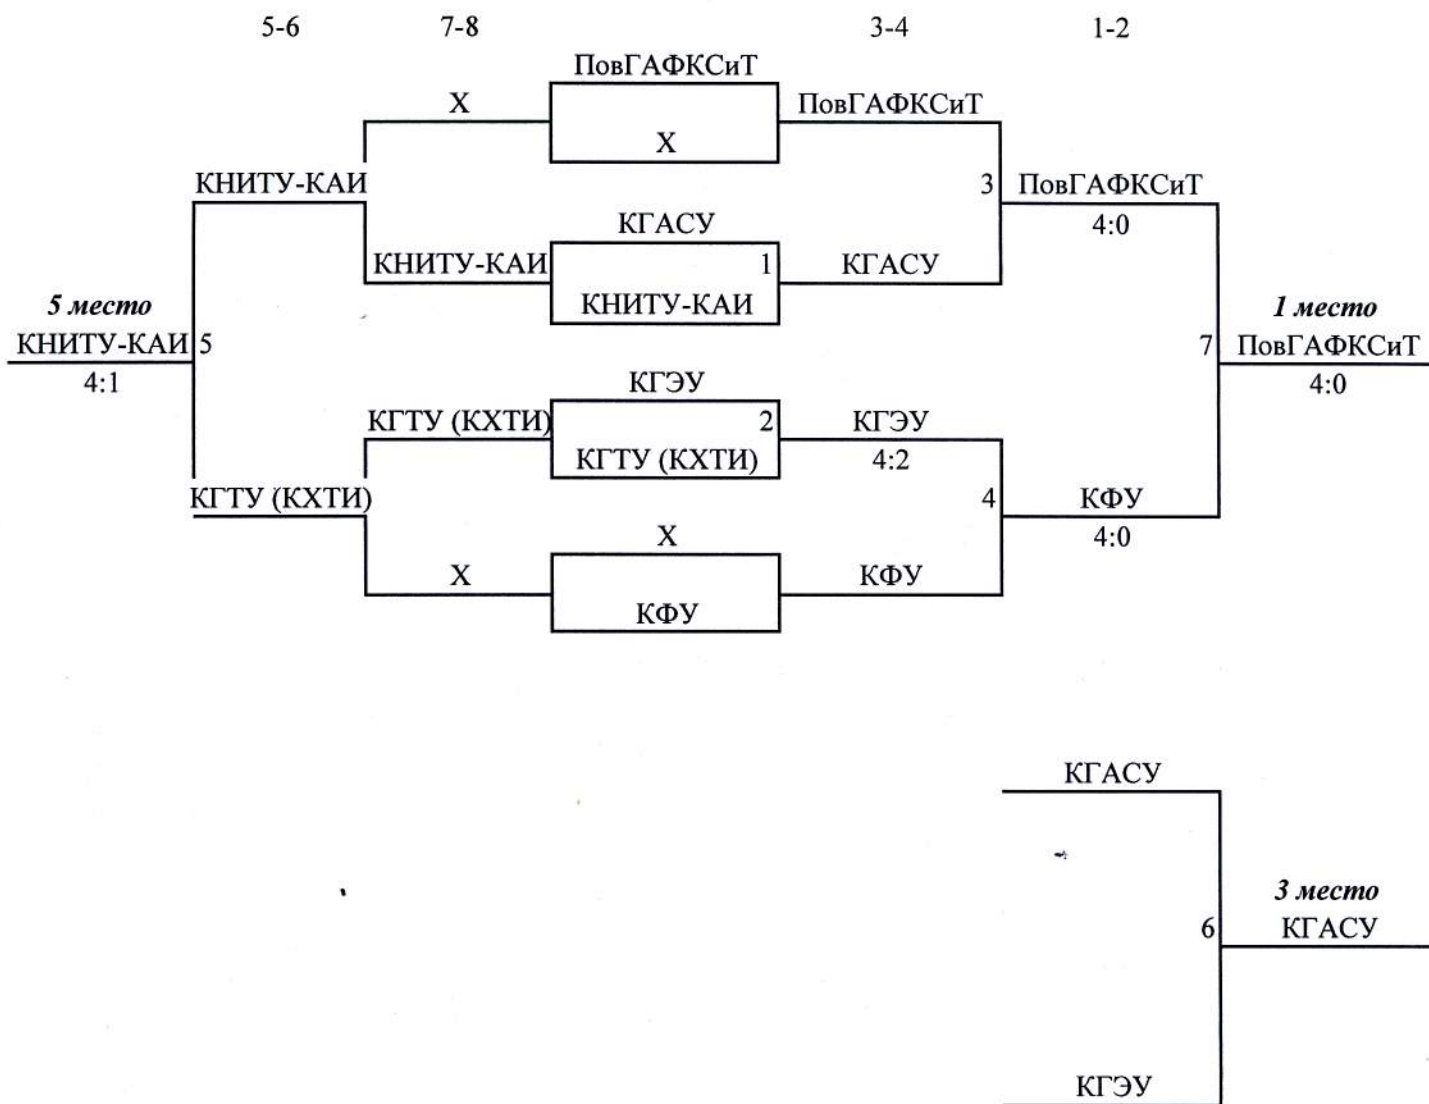 5-6 7-8 3-4 1-2
ПовГАФКСиТ
Х ПовГАФКСиТ ПовГАФКСиТ
Х
КНИТУ-КАИ 3 ПовГАФКСиТ
КГАСУ 4:0
КНИТУ-КАИ 1 КГАСУ
5 место КНИТУ-КАИ 1 место
КНИТУ-КАИ 5 7 ПовГАФКСиТ
4:1 КГЭУ 4:0
КГТУ (КХТИ) 2 КГЭУ
КГТУ (КХТИ) 4:2
КГТУ (КХТИ) 4 КФУ
Х 4:0
Х КФУ
КФУ
КГАСУ
3 место
6 КГАСУ
КГЭУ